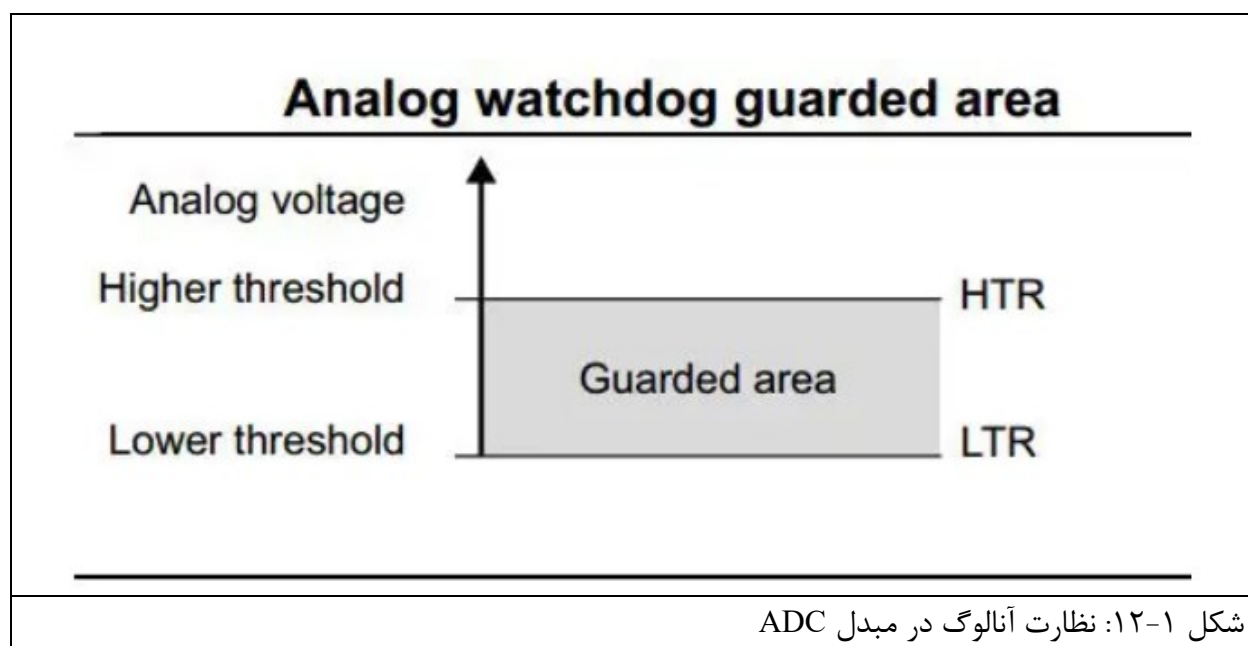 Analog watchdog guarded area
Analog voltage
Higher threshold
HTR
Guarded area
Lower threshold
LTR
شکل ۱-۱۲: نظارت آنالوگ در مبدل ADC